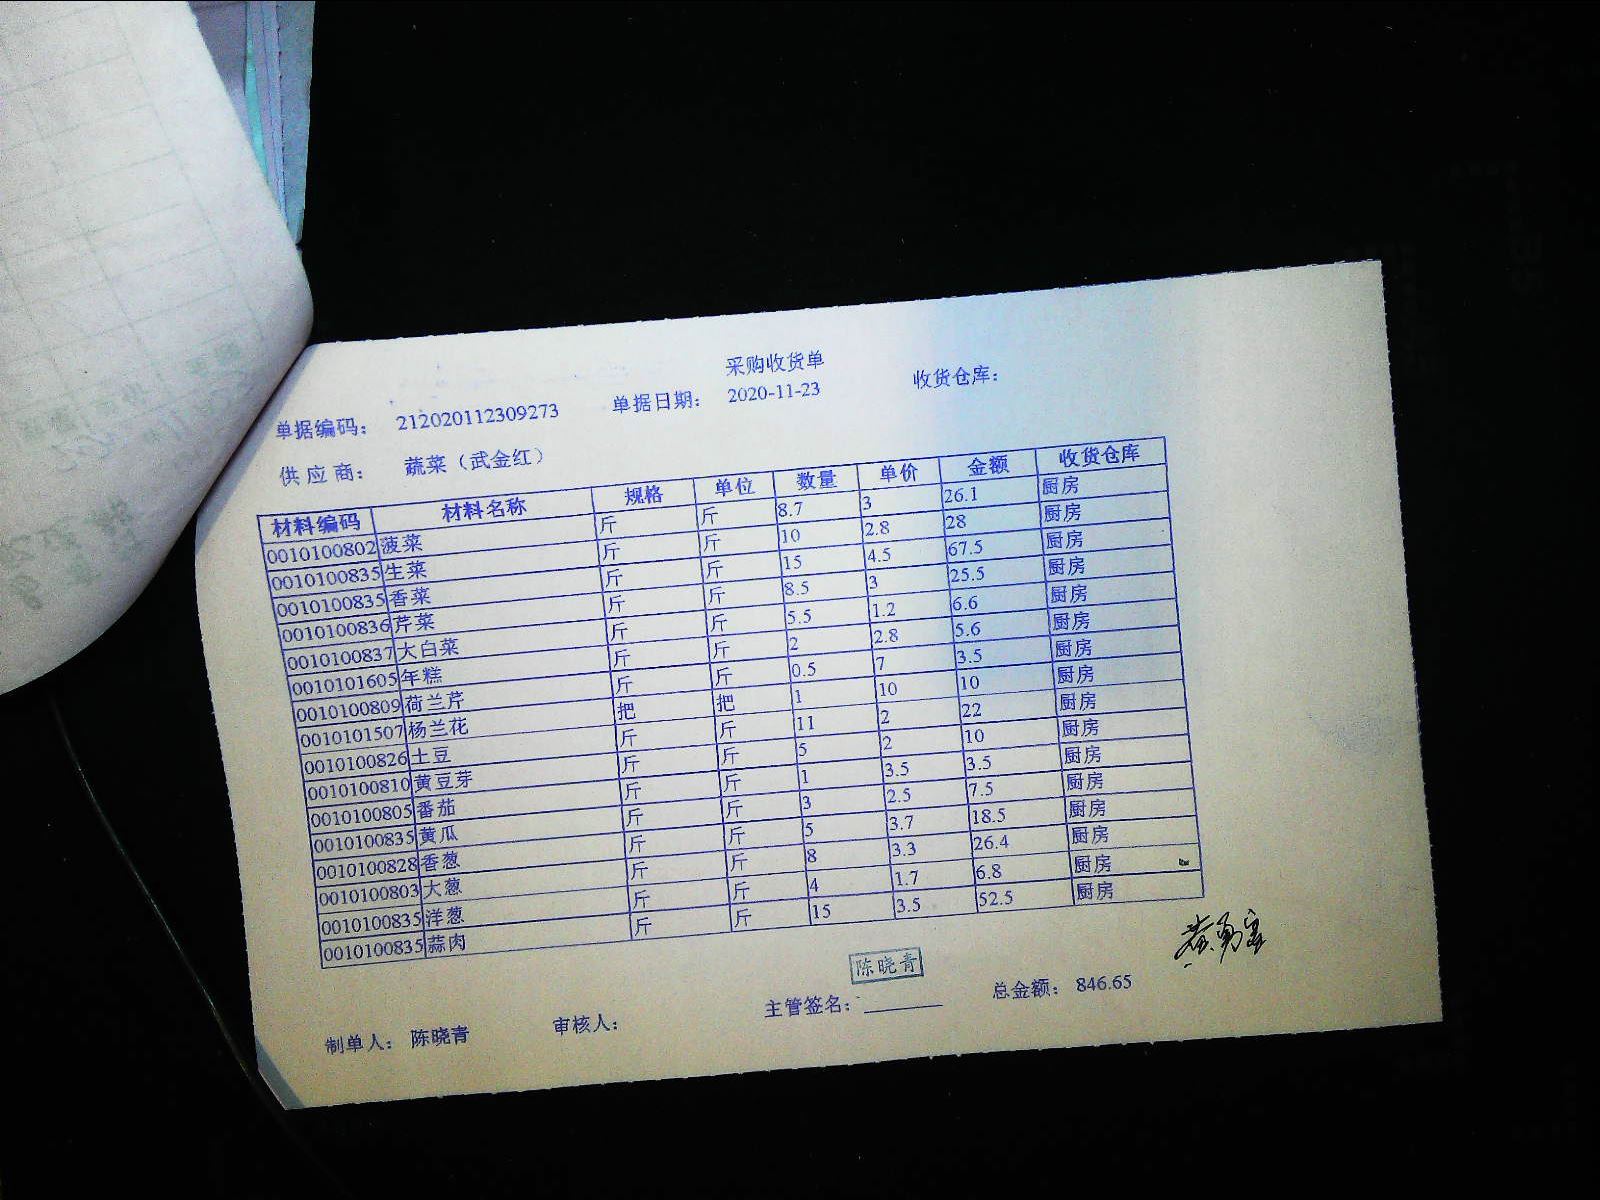 采购收货单
单据编码： 212020112309273 单据日期： 2020-11-23 收货仓库：
供应商： 蔬菜（武金红）
材料编码 材料名称 规格 单位 数量 单价 金额 收货仓库
0010100802 菠菜 斤 斤 8.7 3 26.1 厨房
0010100835 生菜 斤 斤 10 2.8 28 厨房
0010100835 香菜 斤 斤 15 4.5 67.5 厨房
0010100836 芹菜 斤 斤 8.5 3 25.5 厨房
0010100837 大白菜 斤 斤 5.5 1.2 6.6 厨房
0010101605 年糕 斤 斤 2 2.8 5.6 厨房
0010100809 荷兰芹 斤 斤 0.5 7 3.5 厨房
0010101507 杨兰花 把 把 1 10 10 厨房
0010100826 土豆 斤 斤 11 2 22 厨房
0010100810 黄豆芽 斤 斤 5 2 10 厨房
0010100805 番茄 斤 斤 1 3.5 3.5 厨房
0010100835 黄瓜 斤 斤 3 2.5 7.5 厨房
0010100828 香葱 斤 斤 5 3.7 18.5 厨房
0010100803 大葱 斤 斤 8 3.3 26.4 厨房
0010100835 洋葱 斤 斤 4 1.7 6.8 厨房
0010100835 蒜肉 斤 斤 15 3.5 52.5 厨房
陈晓青
制单人： 陈晓青 审核人： 主管签名： 总金额： 846.65